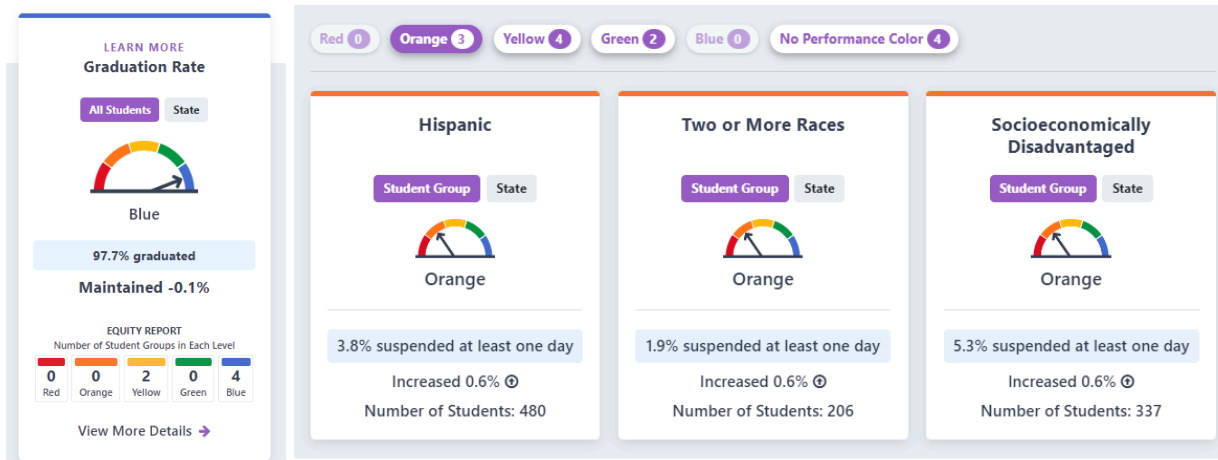 LEARN MORE
Graduation Rate
All Students State
Blue
97.7% graduated
Maintained -0.1%
EQUITY REPORT
Number of Student Groups in Each Level
0 0 2 0 4
Red Orange Yellow Green Blue
View More Details
Red 0 Orange 3 Yellow 4 Green 2 Blue 0 No Performance Color 4
Hispanic
Student Group State
Orange
3.8% suspended at least one day
Increased 0.6%
Number of Students: 480
Two or More Races
Student Group State
Orange
1.9% suspended at least one day
Increased 0.6%
Number of Students: 206
Socioeconomically
Disadvantaged
Student Group State
Orange
5.3% suspended at least one day
Increased 0.6%
Number of Students: 337